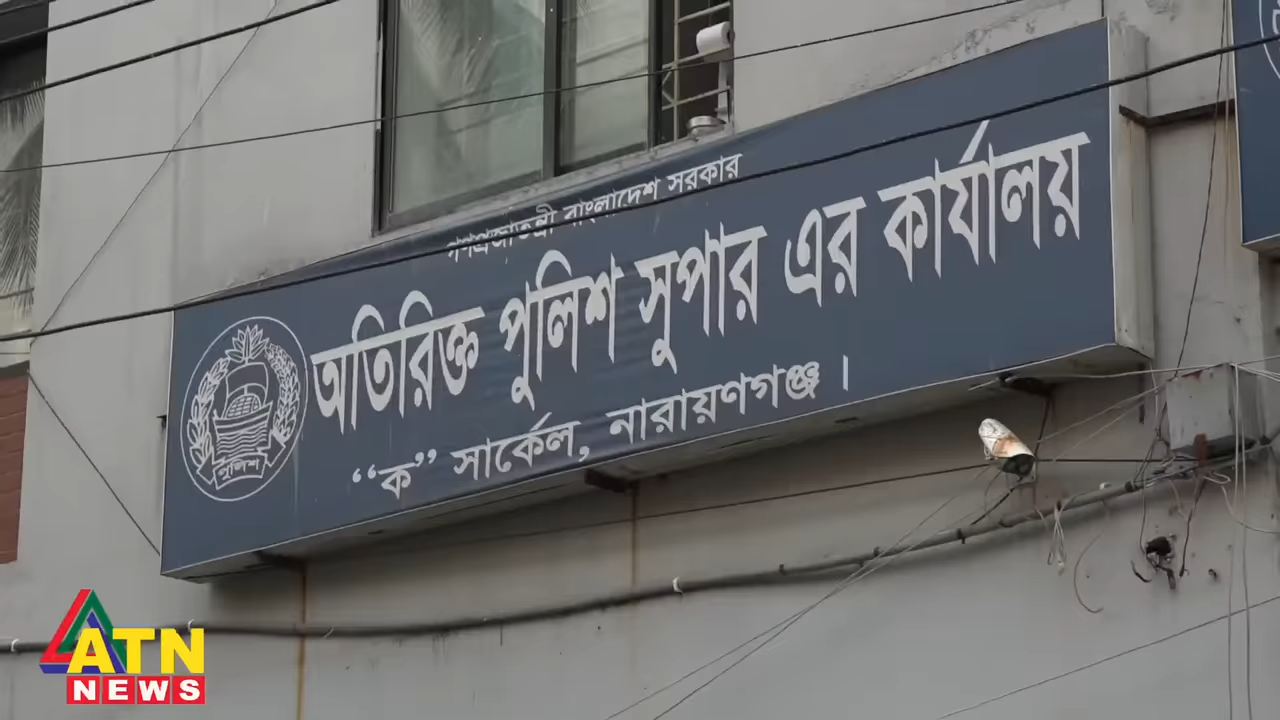 গণপ্রজাতন্ত্রী বাংলাদেশ সরকার
অতিরিক্ত পুলিশ সুপার এর কার্যালয়
“ক” সার্কেল, নারায়ণগঞ্জ।
পুলিশ
ATN
NEWS